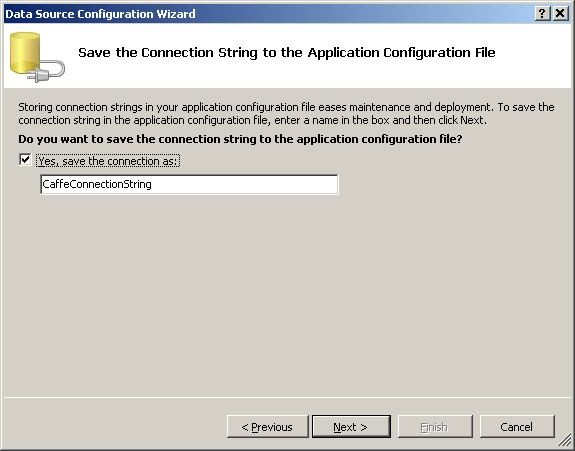 Data Source Configuration Wizard
Save the Connection String to the Application Configuration File
Storing connection strings in your application configuration file eases maintenance and deployment. To save the
connection string in the application configuration file, enter a name in the box and then click Next.
Do you want to save the connection string to the application configuration file?
Yes, save the connection as:
CaffeConnectionString
< Previous
Next >
Finish
Cancel